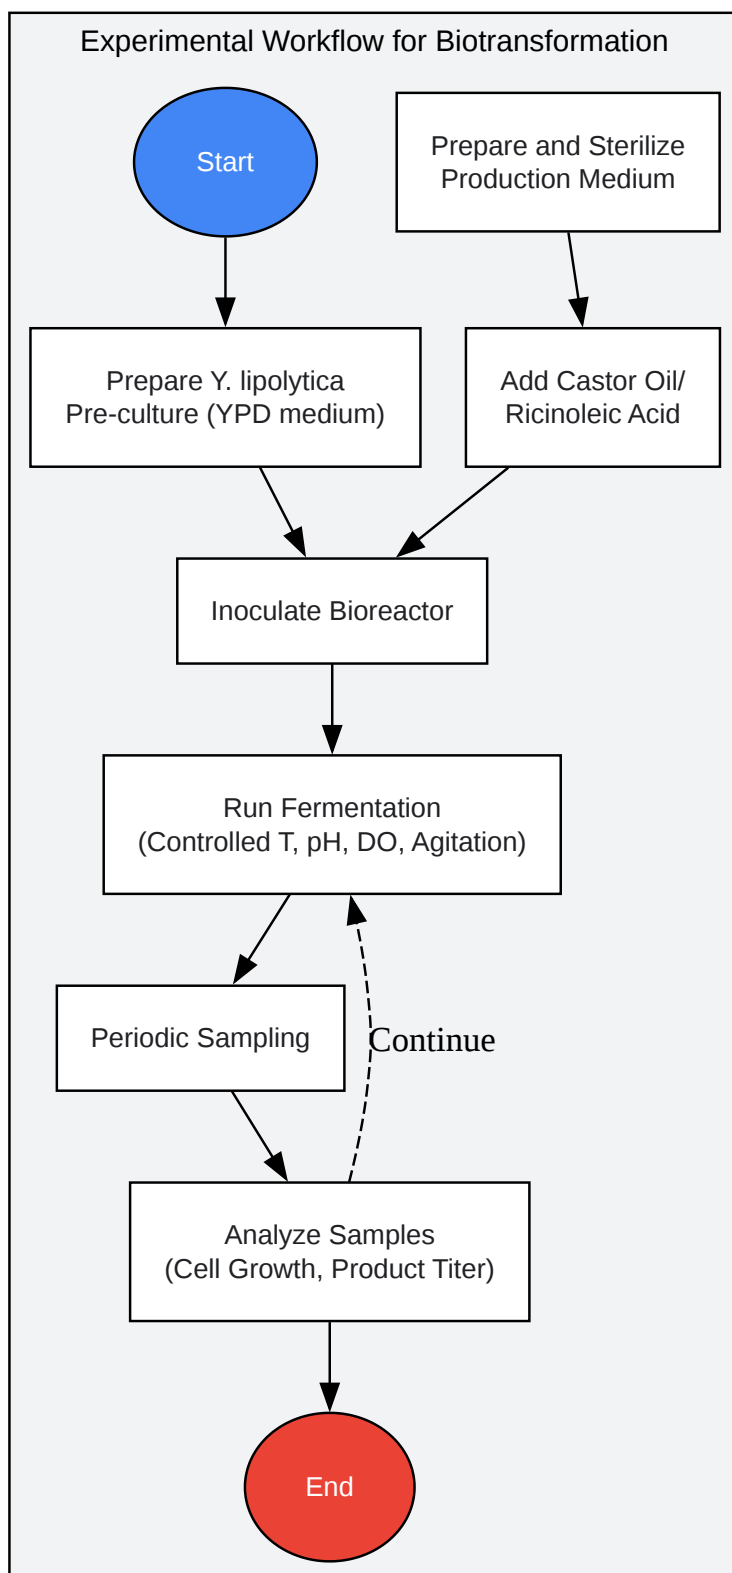 Experimental Workflow for Biotransformation
Start
Prepare and Sterilize
Production Medium
Prepare Y. lipolytica
Pre-culture (YPD medium)
Add Castor Oil/
Ricinoleic Acid
Inoculate Bioreactor
Run Fermentation
(Controlled T, pH, DO, Agitation)
Periodic Sampling
Continue
Analyze Samples
(Cell Growth, Product Titer)
End